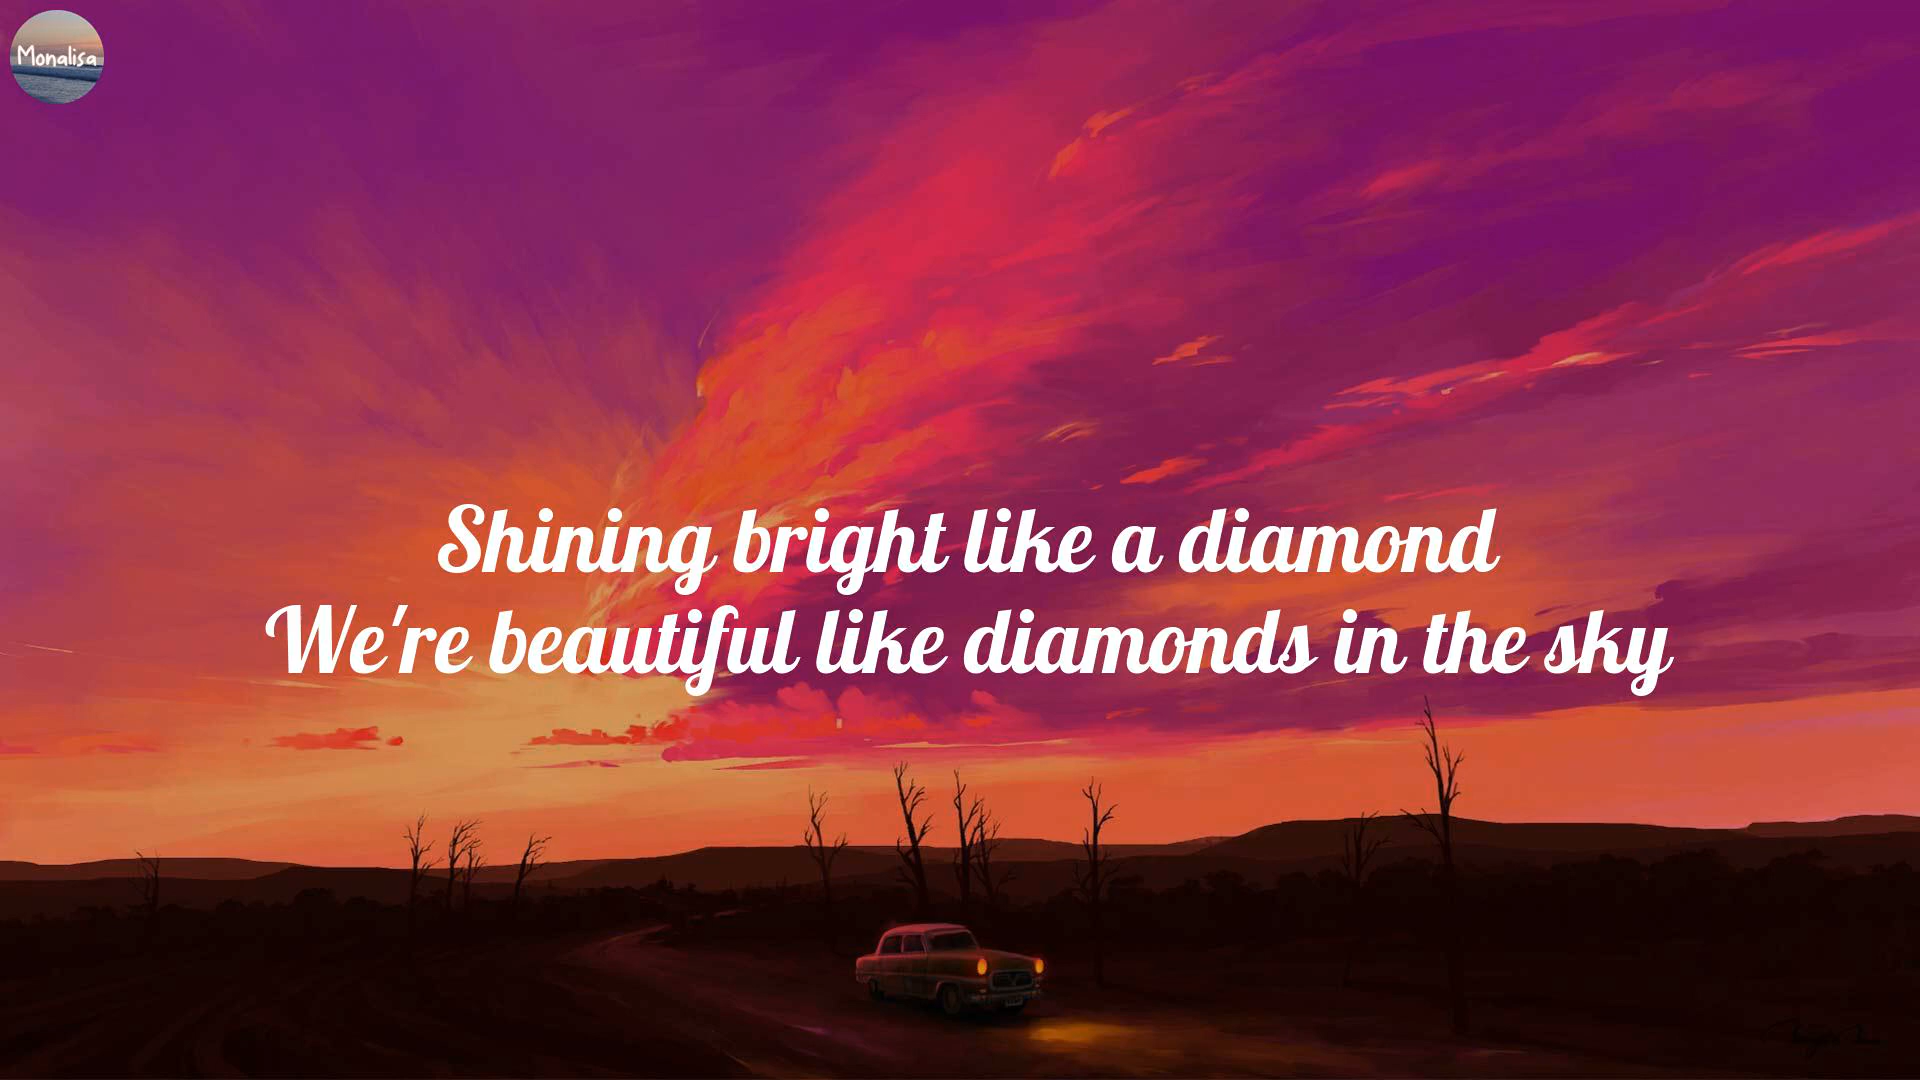 Monalisa
Shining bright like a diamond
We're beautiful like diamonds in the sky